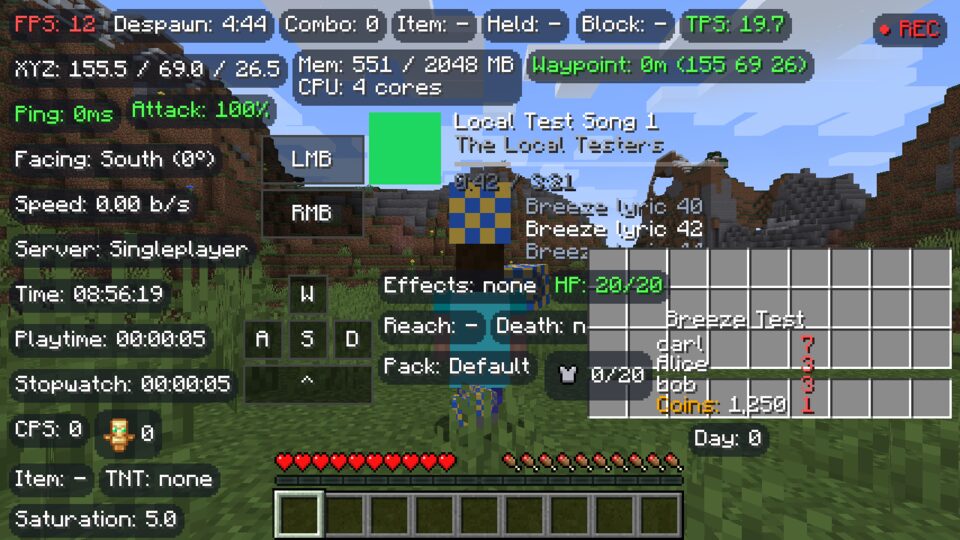 FPS: 12 Despawn: 4:44 Combo: 0 Item: - Held: - Block: - TPS: 19.7 • REC
XYZ: 155.5 / 69.0 / 26.5 Mem: 551 / 2048 MB Waypoint: 0m (155 69 26)
CPU: 4 cores
Ping: 0ms Attack: 100%
Local Test Song 1
The Local Testers
Facing: South (0°) LMB
0:42 / 3:31
Speed: 0.00 b/s RMB
Breeze lyric 40
Breeze lyric 42
Breeze
Server: Singleplayer
Effects: none HP: 20/20
Time: 08:56:19 W
Breeze Test
Reach: - Death: n
Playtime: 00:00:05 A S D
darl 7
Alice 3
Pack: Default 0/20
bob 3
Stopwatch: 00:00:05 ^
Coins: 1,250 1
CPS: 0 0
Day: 0
Item: - TNT: none
Saturation: 5.0